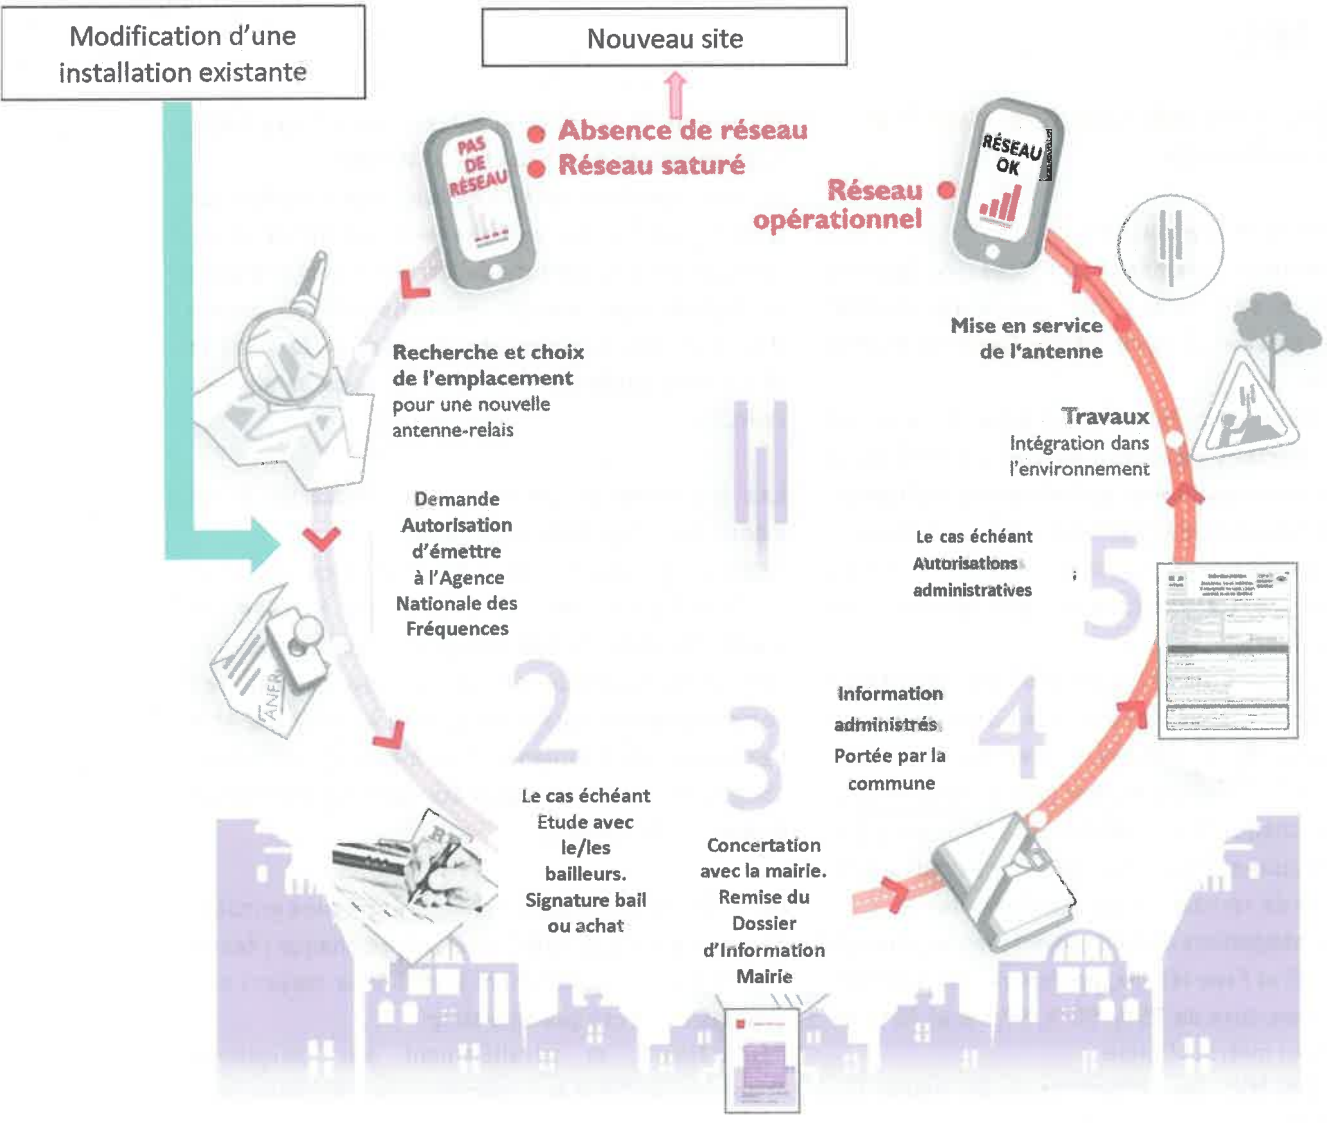 Modification d'une
installation existante
Nouveau site
PAS
DE
RÉSEAU
Absence de réseau
Réseau saturé
RÉSEAU
OK
Réseau
opérationnel
Recherche et choix
de l'emplacement
pour une nouvelle
antenne-relais
Demande
Autorisation
d'émettre
à l'Agence
Nationale des
Fréquences
ANFR
2
Le cas échéant
Etude avec
le/les
bailleurs.
Signature bail
ou achat
3
Concertation
avec la mairie.
Remise du
Dossier
d'Information
Mairie
4
Information
administrés
Portée par la
commune
5
Le cas échéant
Autorisations
administratives
;
Travaux
Intégration dans
l'environnement
Mise en service
de l'antenne